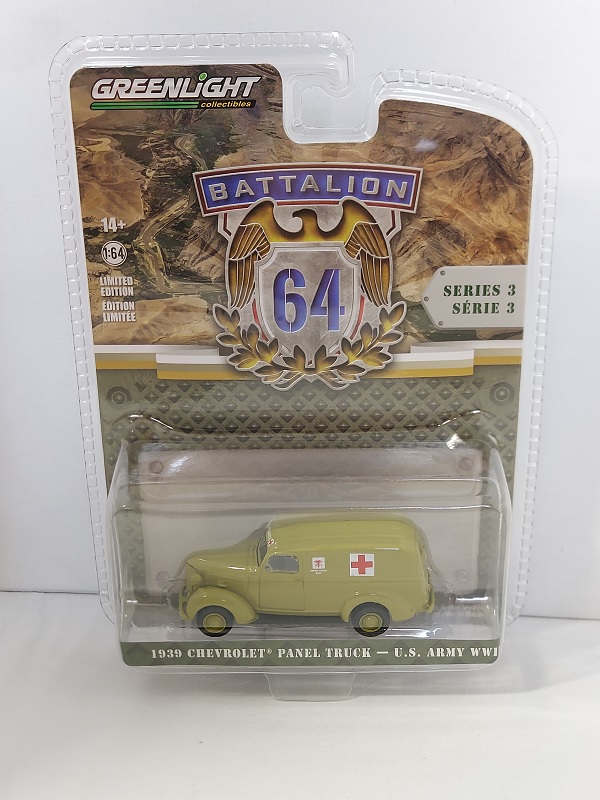 GREENLIGHT
collectibles
BATTALION
64
14+
1:64
LIMITED
EDITION
ÉDITION
LIMITÉE
SERIES 3
SÉRIE 3
1939 CHEVROLET® PANEL TRUCK — U.S. ARMY WWI